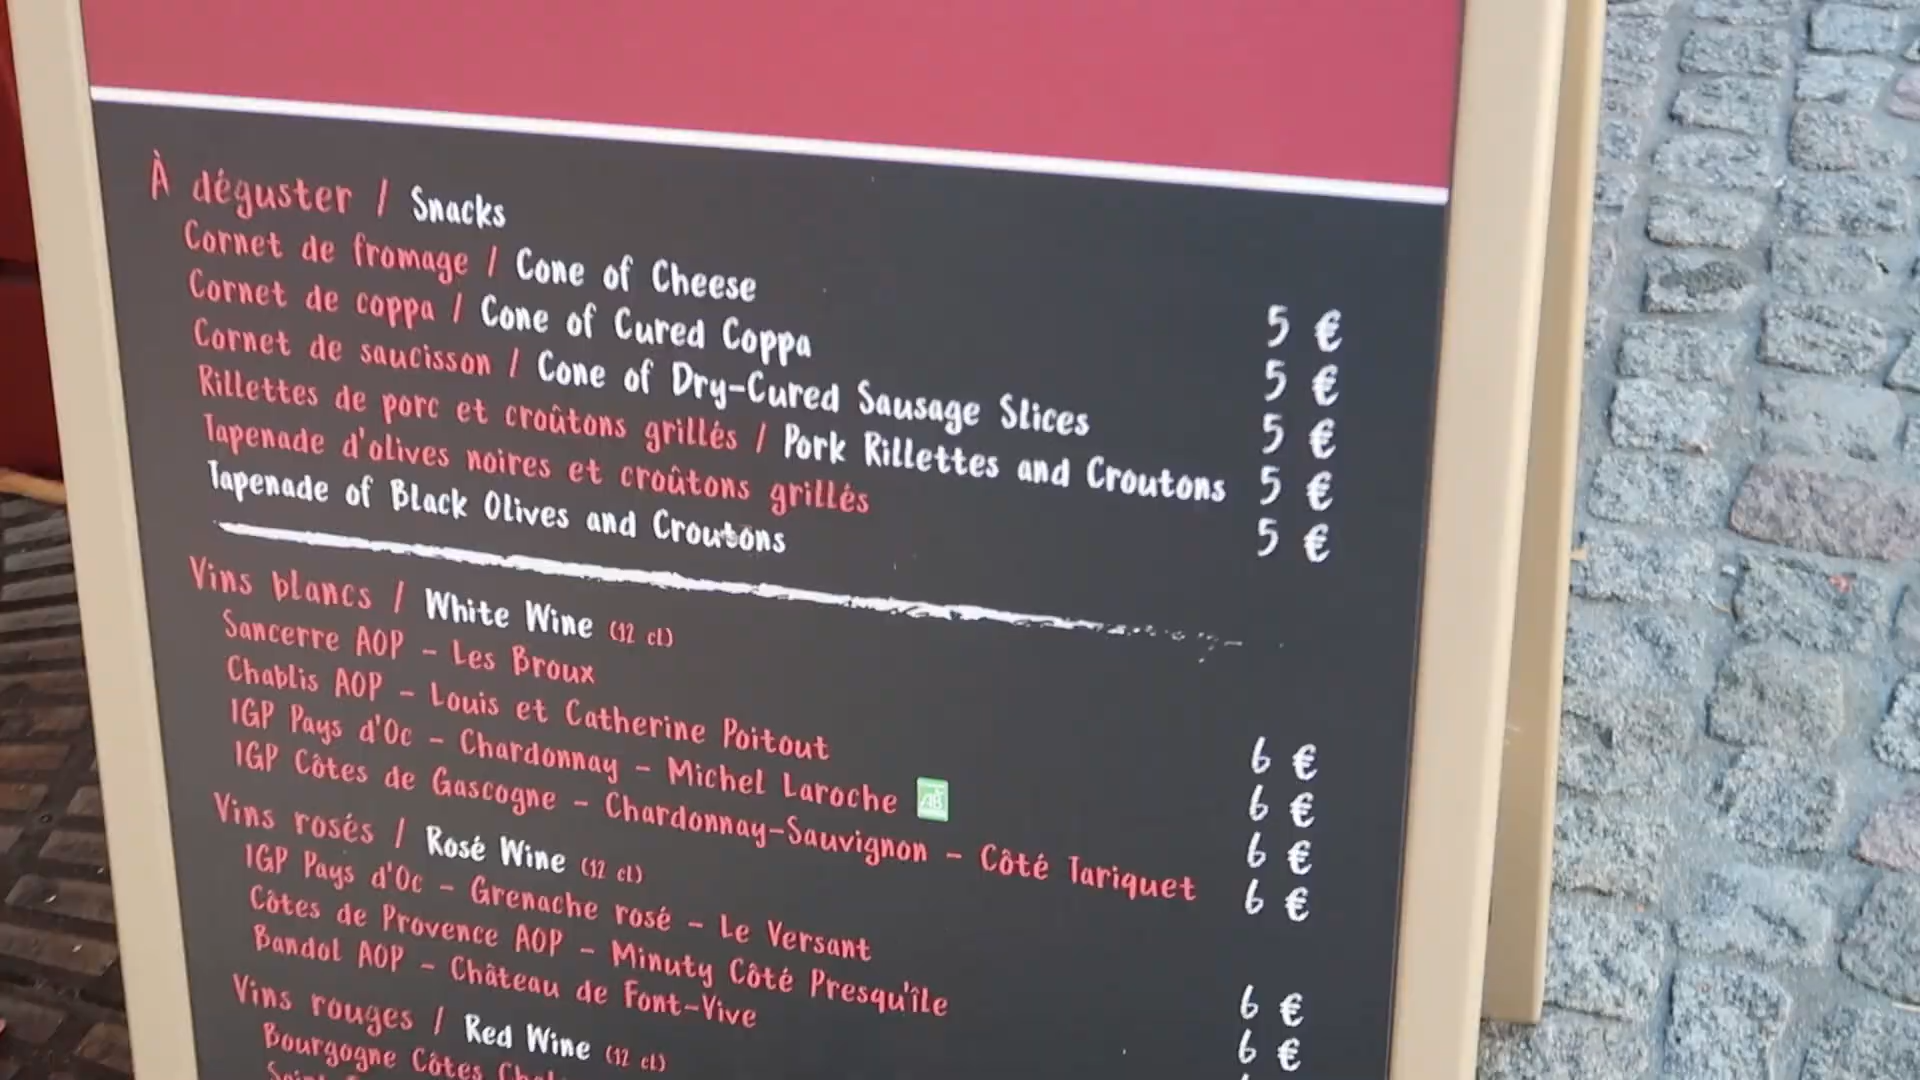 À déguster / Snacks
Cornet de fromage / Cone of Cheese 5 €
Cornet de coppa / Cone of Cured Coppa 5 €
Cornet de saucisson / Cone of Dry-Cured Sausage Slices 5 €
Rillettes de porc et croûtons grillés / Pork Rillettes and Croutons 5 €
Tapenade d'olives noires et croûtons grillés 5 €
Tapenade of Black Olives and Croutons
Vins blancs / White Wine (12 cl)
Sancerre AOP - Les Broux 6 €
Chablis AOP - Louis et Catherine Poitout 6 €
IGP Pays d'Oc - Chardonnay - Michel Laroche AB 6 €
IGP Côtes de Gascogne - Chardonnay-Sauvignon - Côté Tariquet 6 €
Vins rosés / Rosé Wine (12 cl)
IGP Pays d'Oc - Grenache rosé - Le Versant 6 €
Côtes de Provence AOP - Minuty Côté Presqu'île 6 €
Bandol AOP - Château de Font-Vive
Vins rouges / Red Wine (12 cl)
Bourgogne Côtes